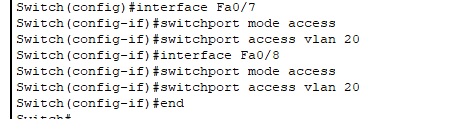 Switch(config)#interface Fa0/7
Switch(config-if)#switchport mode access
Switch(config-if)#switchport access vlan 20
Switch(config-if)#interface Fa0/8
Switch(config-if)#switchport mode access
Switch(config-if)#switchport access vlan 20
Switch(config-if)#end
Switch#